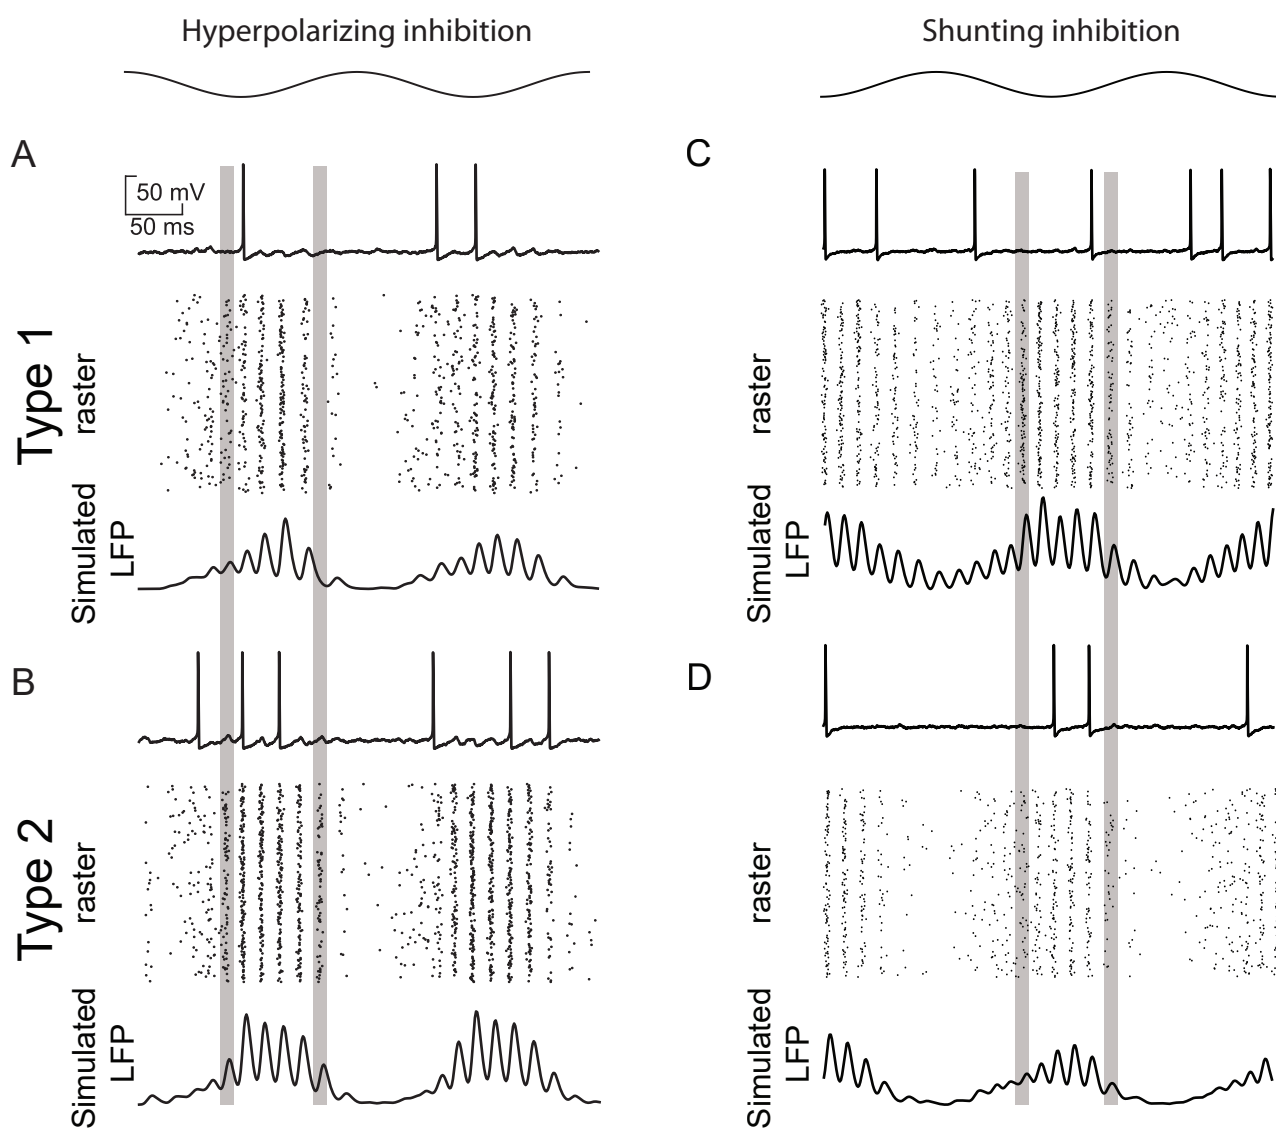 Hyperpolarizing inhibition
Shunting inhibition
A
50 mV
50 ms
C
Type 1
raster
Simulated
LFP
raster
Simulated
LFP
B
D
Type 2
raster
Simulated
LFP
raster
Simulated
LFP